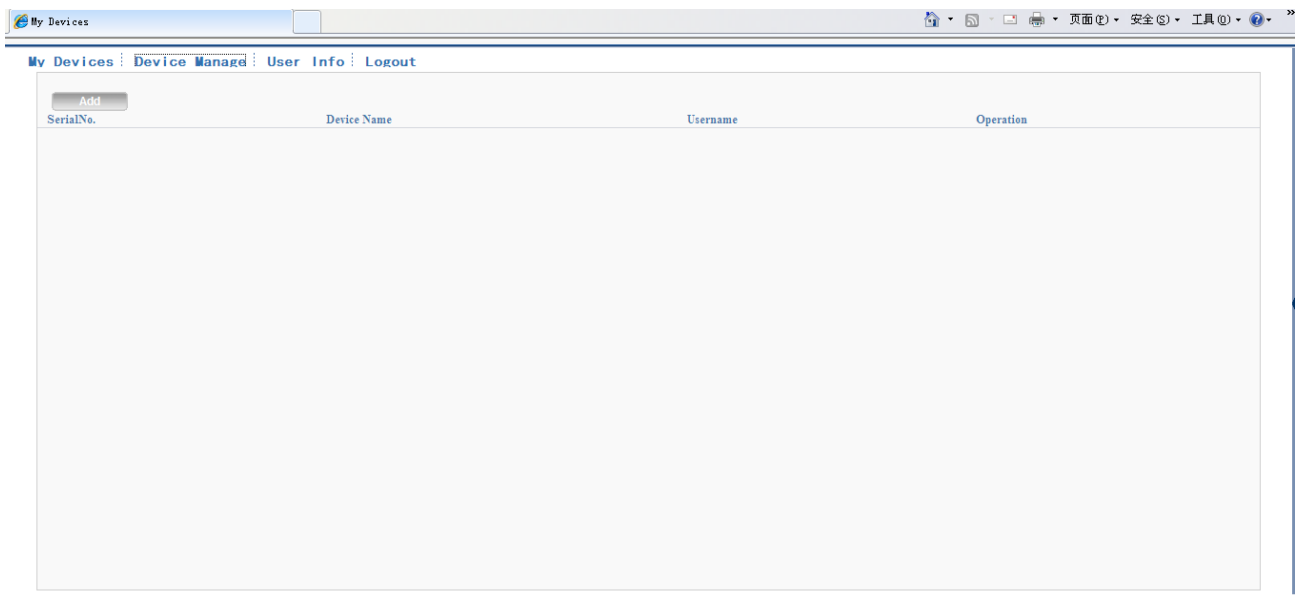 My Devices
页面(P) 安全(S) 工具(O) »
My Devices Device Manage User Info Logout
Add
SerialNo. Device Name Username Operation